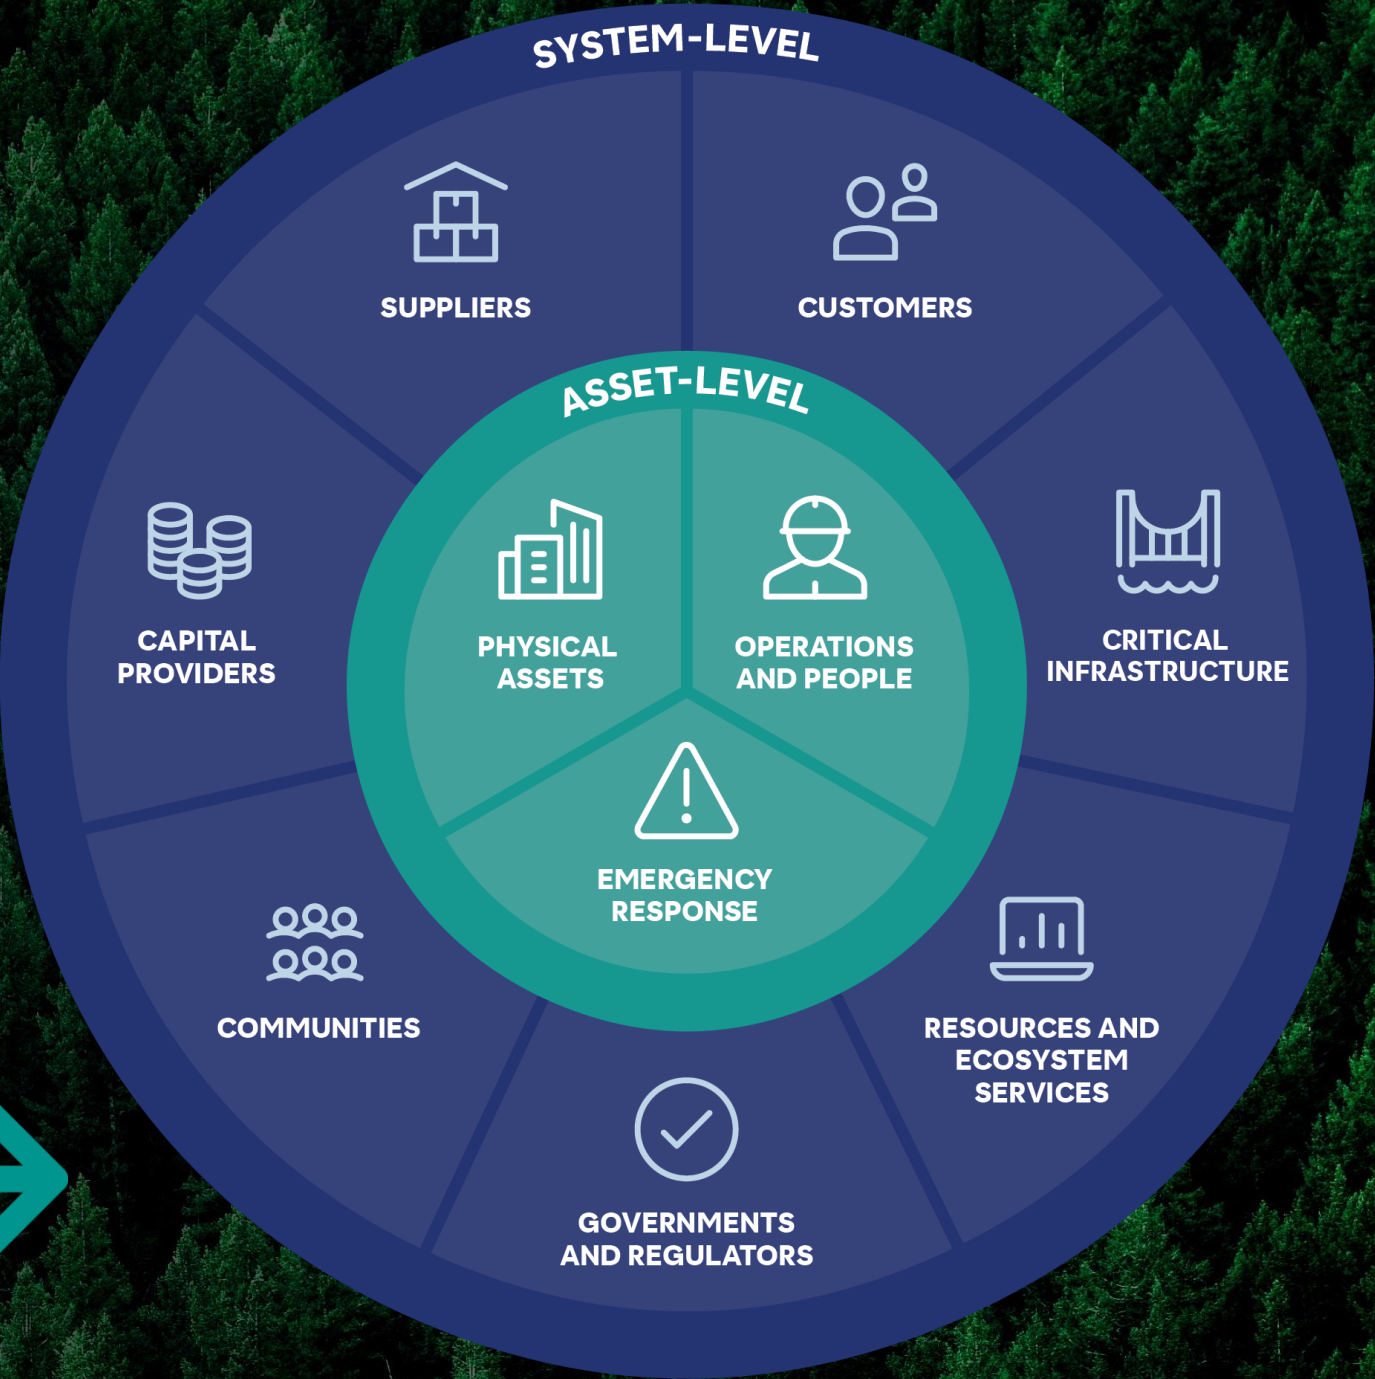 SYSTEM-LEVEL
SUPPLIERS
CUSTOMERS
ASSET-LEVEL
CAPITAL
PROVIDERS
PHYSICAL
ASSETS
OPERATIONS
AND PEOPLE
CRITICAL
INFRASTRUCTURE
EMERGENCY
RESPONSE
COMMUNITIES
RESOURCES AND
ECOSYSTEM
SERVICES
GOVERNMENTS
AND REGULATORS